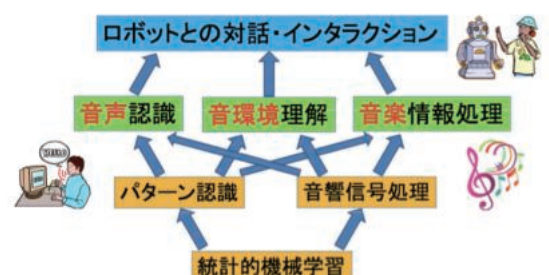 ロボットとの対話・インタラクション
音声認識
音環境理解
音楽情報処理
パターン認識
音響信号処理
統計的機械学習